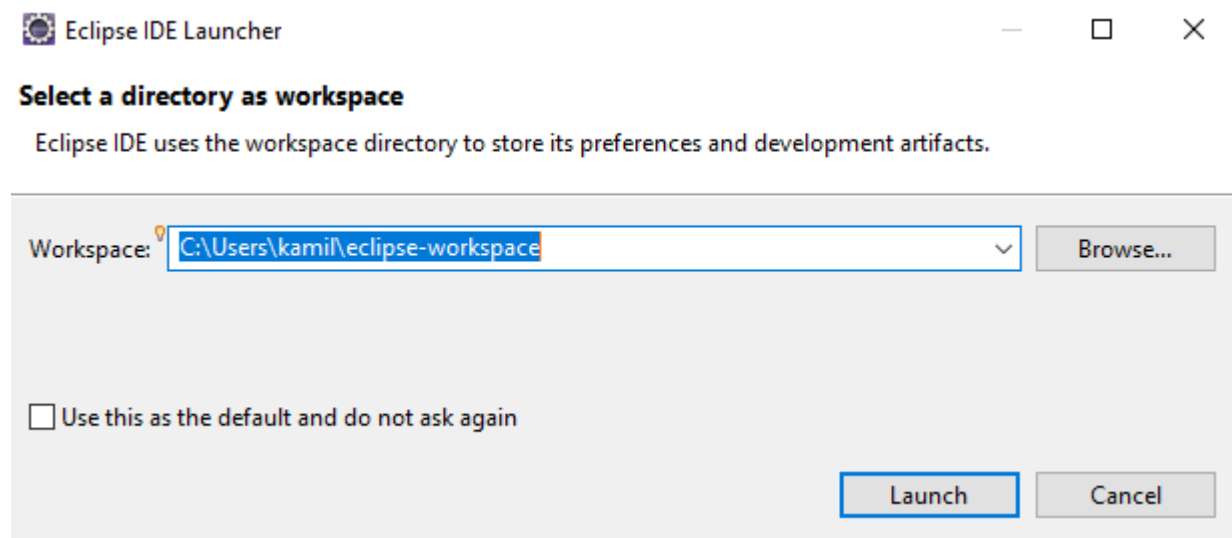 Eclipse IDE Launcher
Select a directory as workspace
Eclipse IDE uses the workspace directory to store its preferences and development artifacts.
Workspace: C:\Users\kamil\eclipse-workspace Browse...
Use this as the default and do not ask again
Launch Cancel